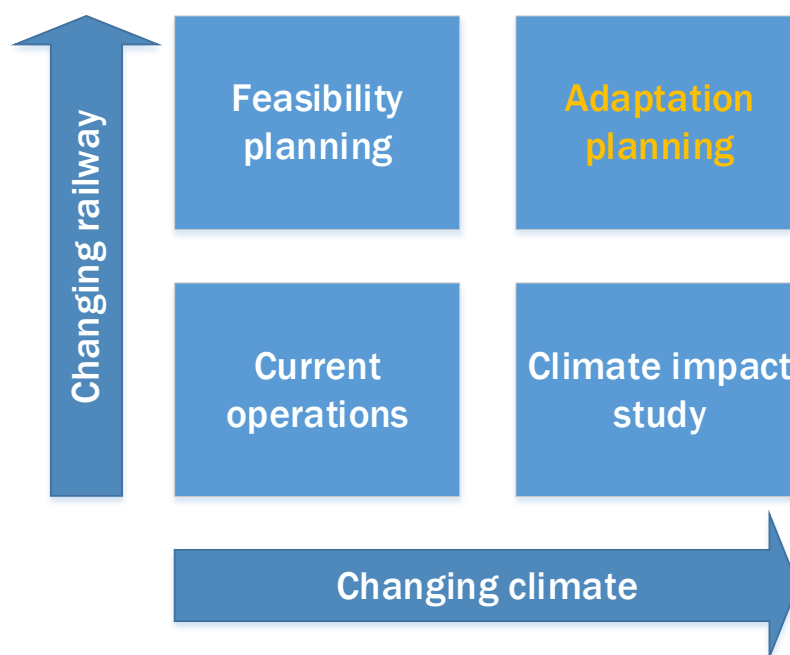 Changing railway
Feasibility
planning
Adaptation
planning
Current
operations
Climate impact
study
Changing climate